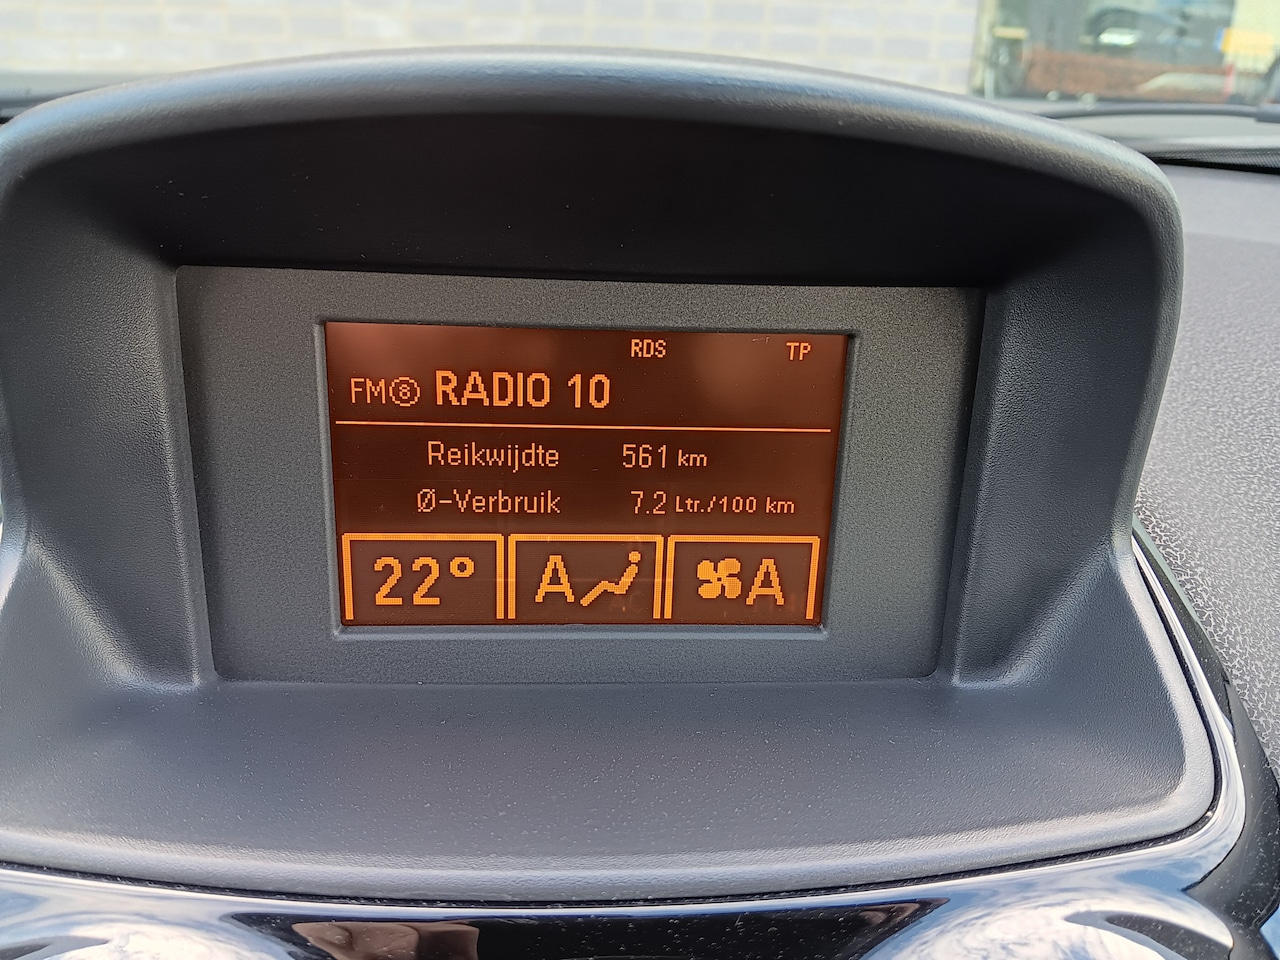 RDS TP
FM⑧ RADIO 10
Reikwijdte 561 km
Ø-Verbruik 7.2 Ltr./100 km
22° A A